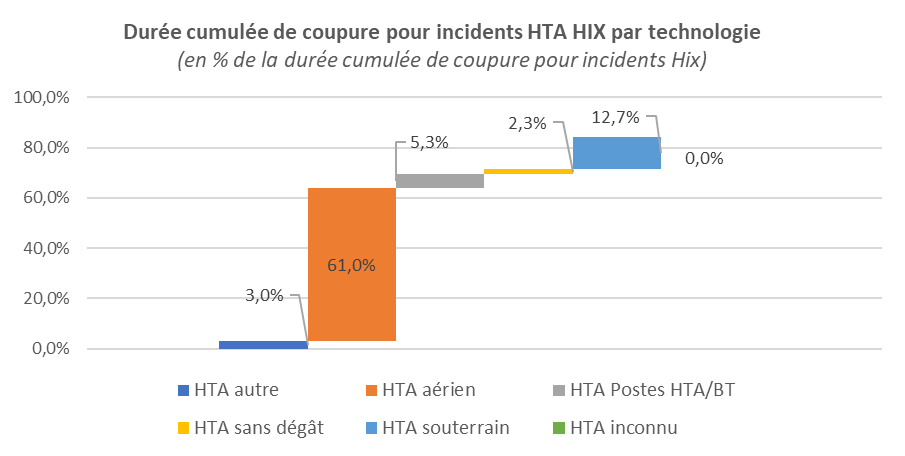 Durée cumulée de coupure pour incidents HTA HIX par technologie
(en % de la durée cumulée de coupure pour incidents Hix)
100,0%
80,0%
60,0%
40,0%
20,0%
0,0%
3,0%
61,0%
5,3%
2,3%
12,7%
0,0%
HTA autre
HTA aérien
HTA Postes HTA/BT
HTA sans dégât
HTA souterrain
HTA inconnu